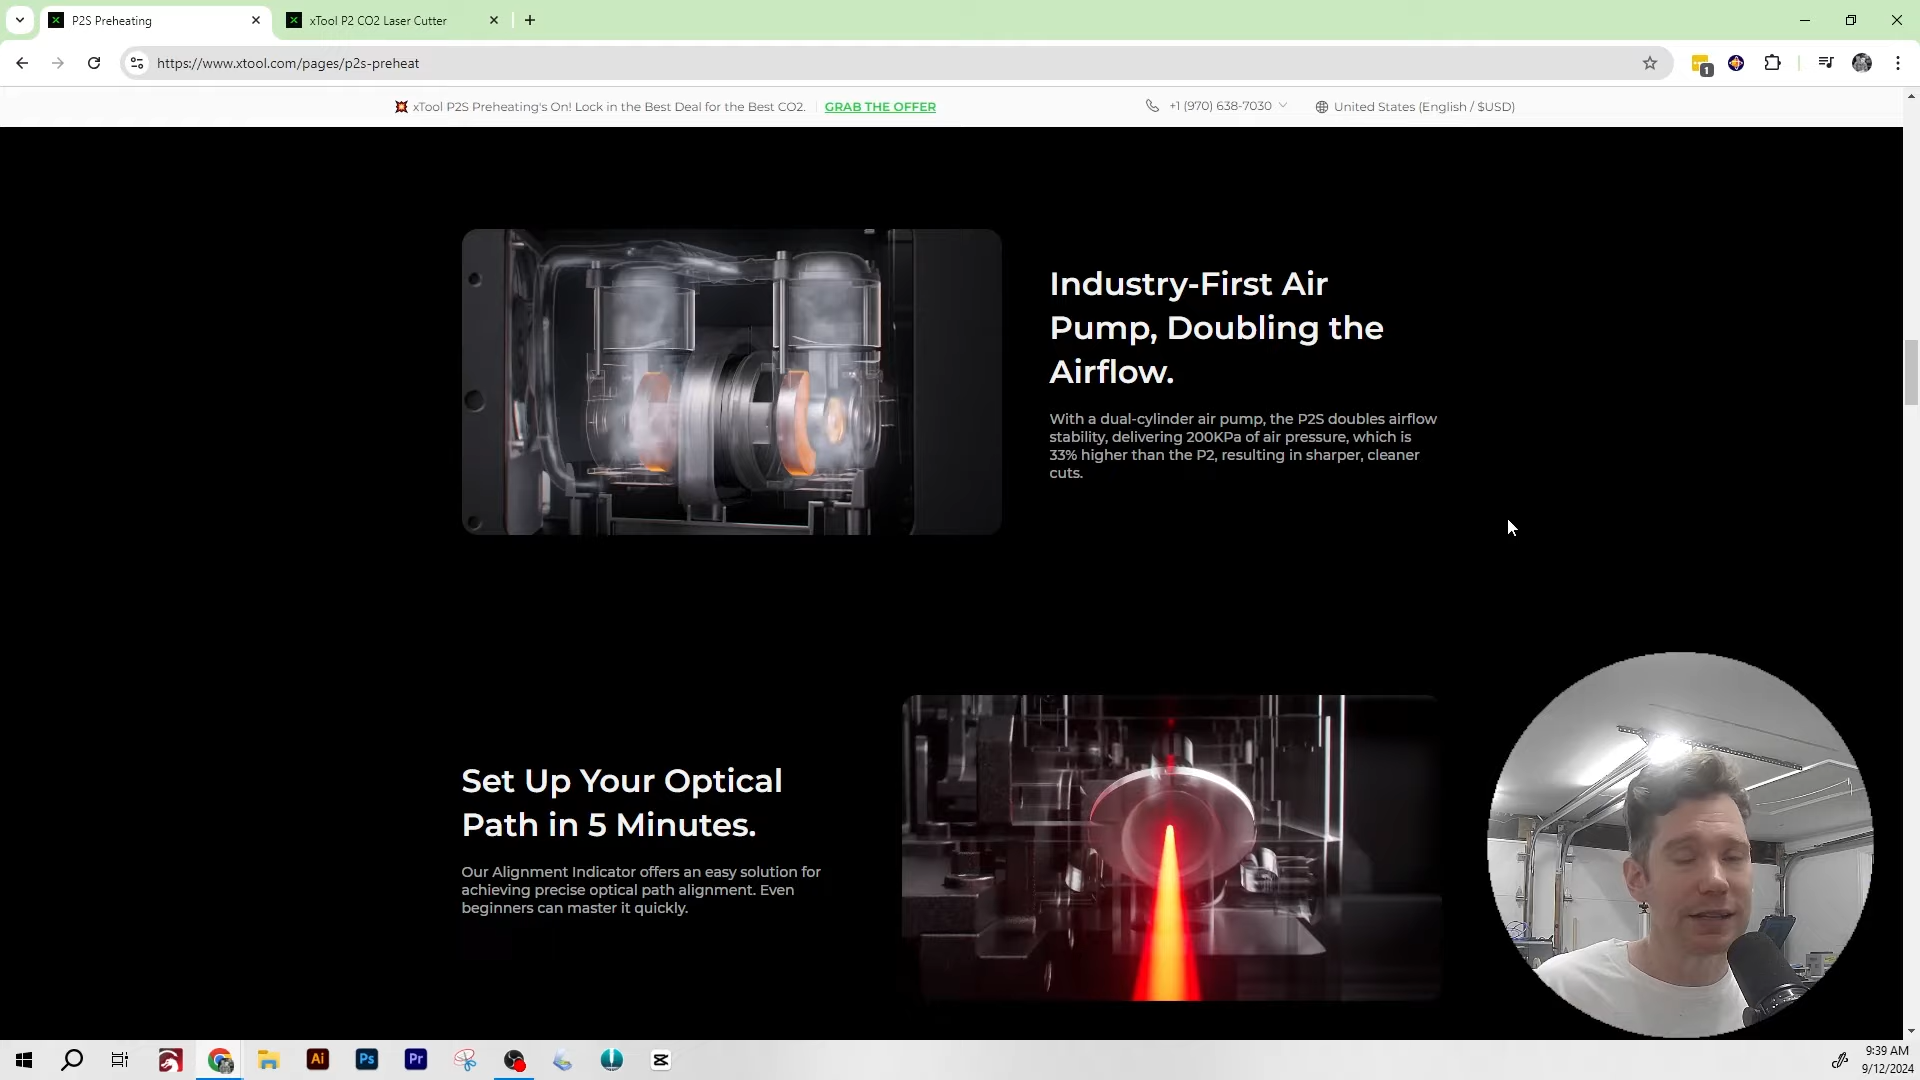 P2S Preheating
xTool P2 CO2 Laser Cutter
https://www.xtool.com/pages/p2s-preheat
1
xTool P2S Preheating's On! Lock in the Best Deal for the Best CO2.
GRAB THE OFFER
+1 (970) 638-7030
United States (English / $USD)
Industry-First Air
Pump, Doubling the
Airflow.
With a dual-cylinder air pump, the P2S doubles airflow
stability, delivering 200KPa of air pressure, which is
33% higher than the P2, resulting in sharper, cleaner
cuts.
Set Up Your Optical
Path in 5 Minutes.
Our Alignment Indicator offers an easy solution for
achieving precise optical path alignment. Even
beginners can master it quickly.
Ai
Ps
Pr
9:39 AM
9/12/2024